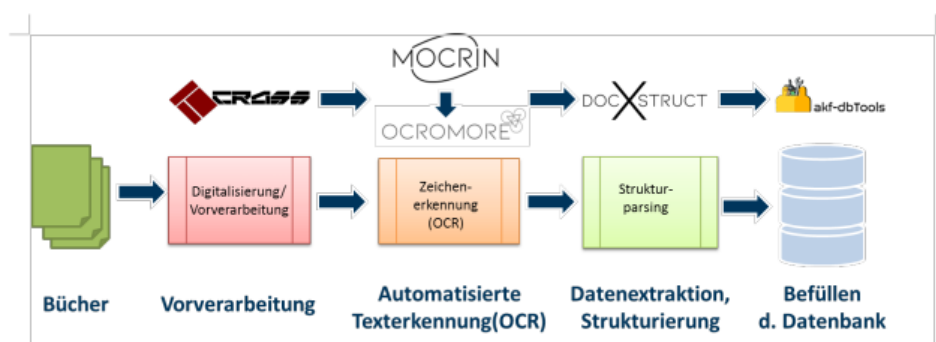 MOCRIN
CRASS
DOCXSTRUCT
akf-dbTools
OCROMORE
Digitalisierung/
Vorverarbeitung
Zeichen-
erkennung
(OCR)
Struktur-
parsing
Bücher
Vorverarbeitung
Automatisierte
Texterkennung(OCR)
Datenextraktion,
Strukturierung
Befüllen
d. Datenbank